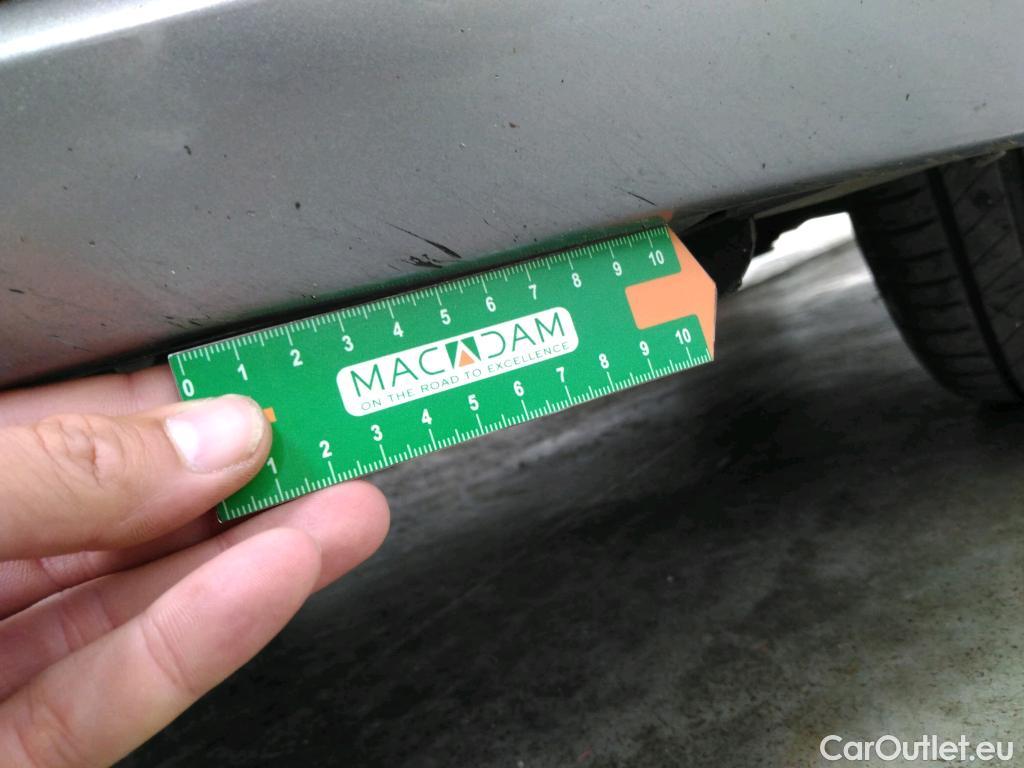 0 1 2 3 4 5 6 7 8 9 10
MACADAM
ON THE ROAD TO EXCELLENCE
1 2 3 4 5 6 7 8 9 10
CarOutlet.eu